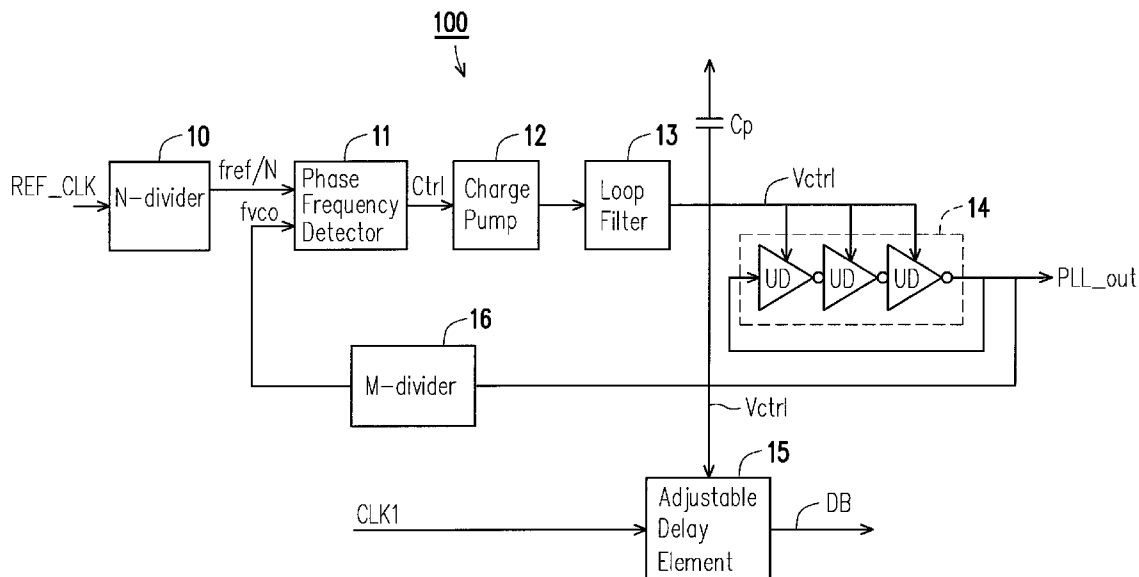 100
10
11
12
13
Cp
REF_CLK
N-divider
fref/N
fvco
Phase
Frequency
Detector
Ctrl
Charge
Pump
Loop
Filter
Vctrl
14
UD
UD
UD
PLL_out
16
M-divider
Vctrl
15
CLK1
Adjustable
Delay
Element
DB